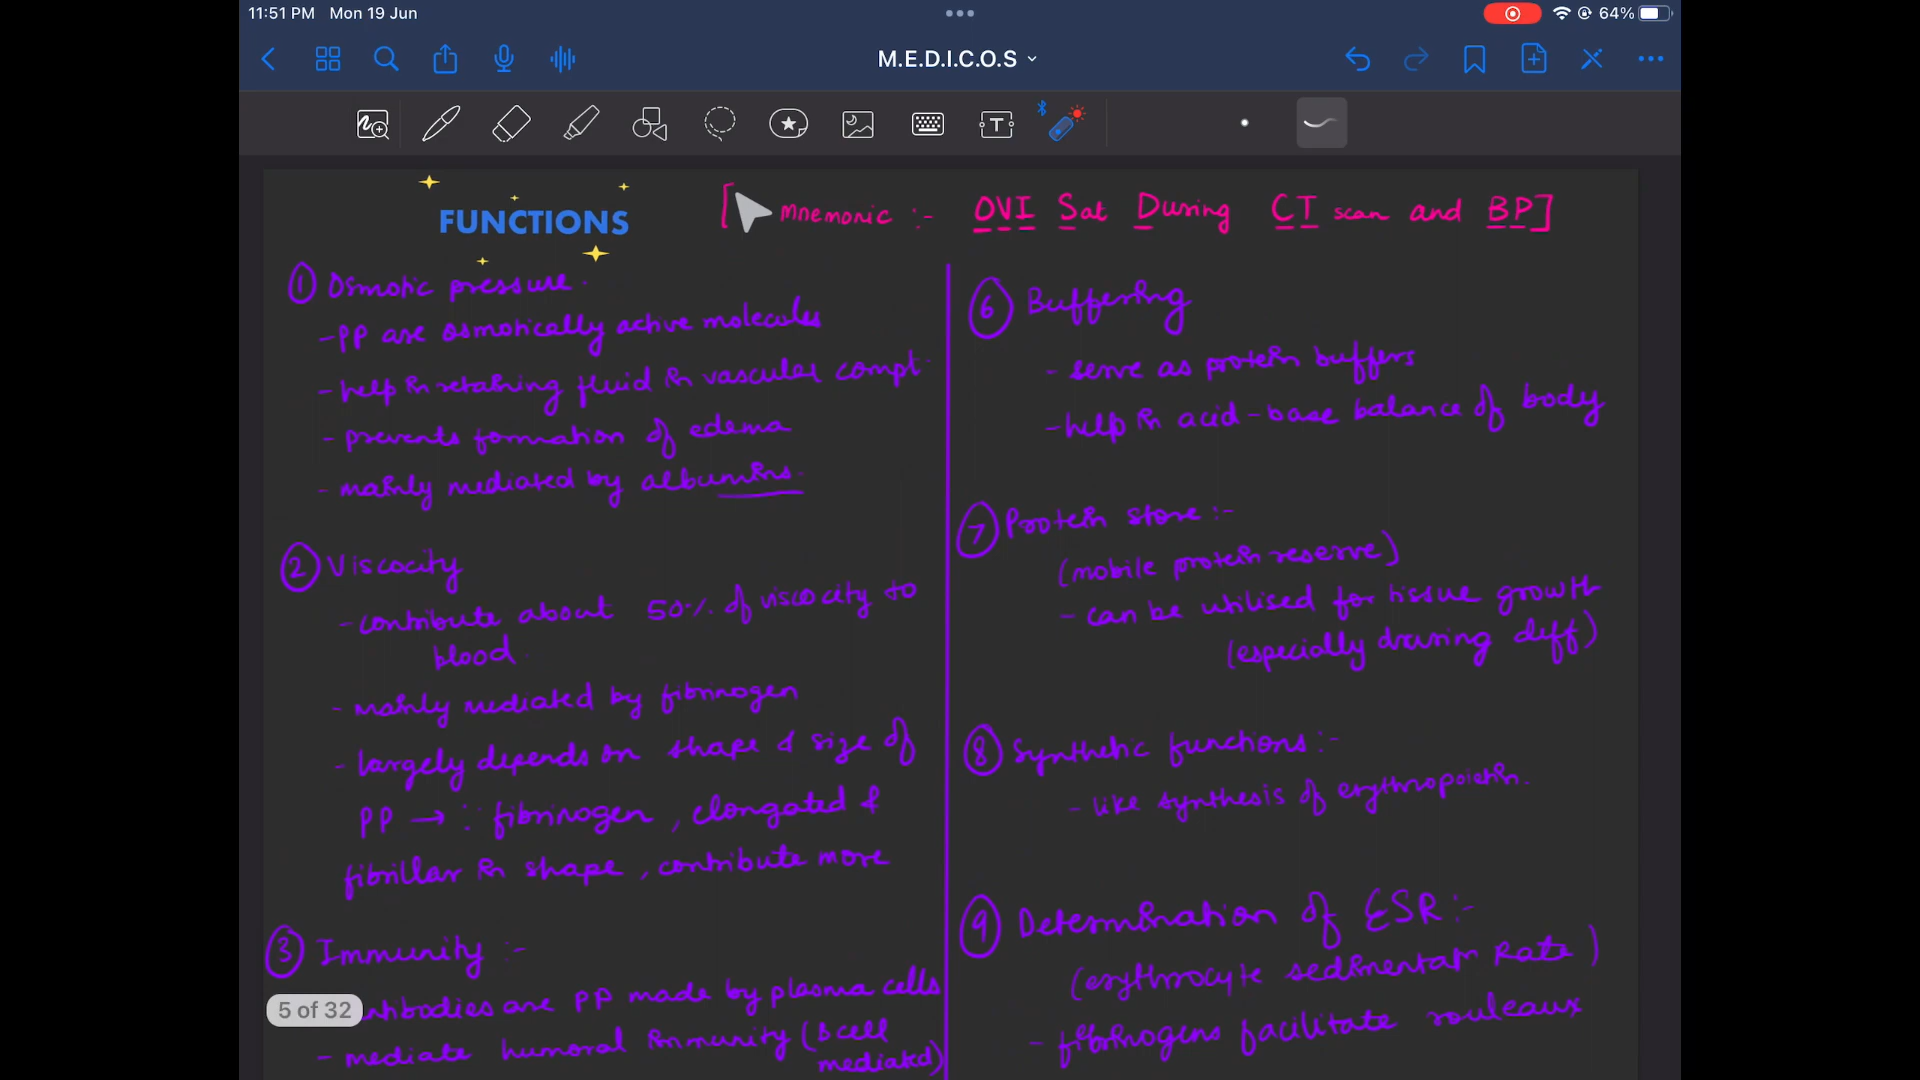 11:51 PM Mon 19 Jun
64%
M.E.D.I.C.O.S
FUNCTIONS
[ Mnemonic :- OVI Sat During CT scan and BP]
① Osmotic pressure.
- PP are osmotically active molecules
- help in retaining fluid in vascular compt.
- prevents formation of edema
- mainly mediated by albumins.
② Viscocity
- contribute about 50% of viscocity to
blood.
- mainly mediated by fibrinogen
- largely depends on shape & size of
PP → ∵ fibrinogen, elongated &
fibrillar in shape, contribute more
③ Immunity :-
ntibodies are PP made by plasma cells
- mediate humoral immunity (B cell
mediated)
5 of 32
⑥ Buffering
- serve as protein buffers
- help in acid-base balance of body
⑦ Protein store :-
(mobile protein reserve)
- can be utilised for tissue growth
(especially druing diff)
⑧ Synthetic functions :-
- like synthesis of erythropoietin.
⑨ Determination of ESR :-
(erythrocyte sedimentatn Rate)
- fibrinogens facilitate rouleaux